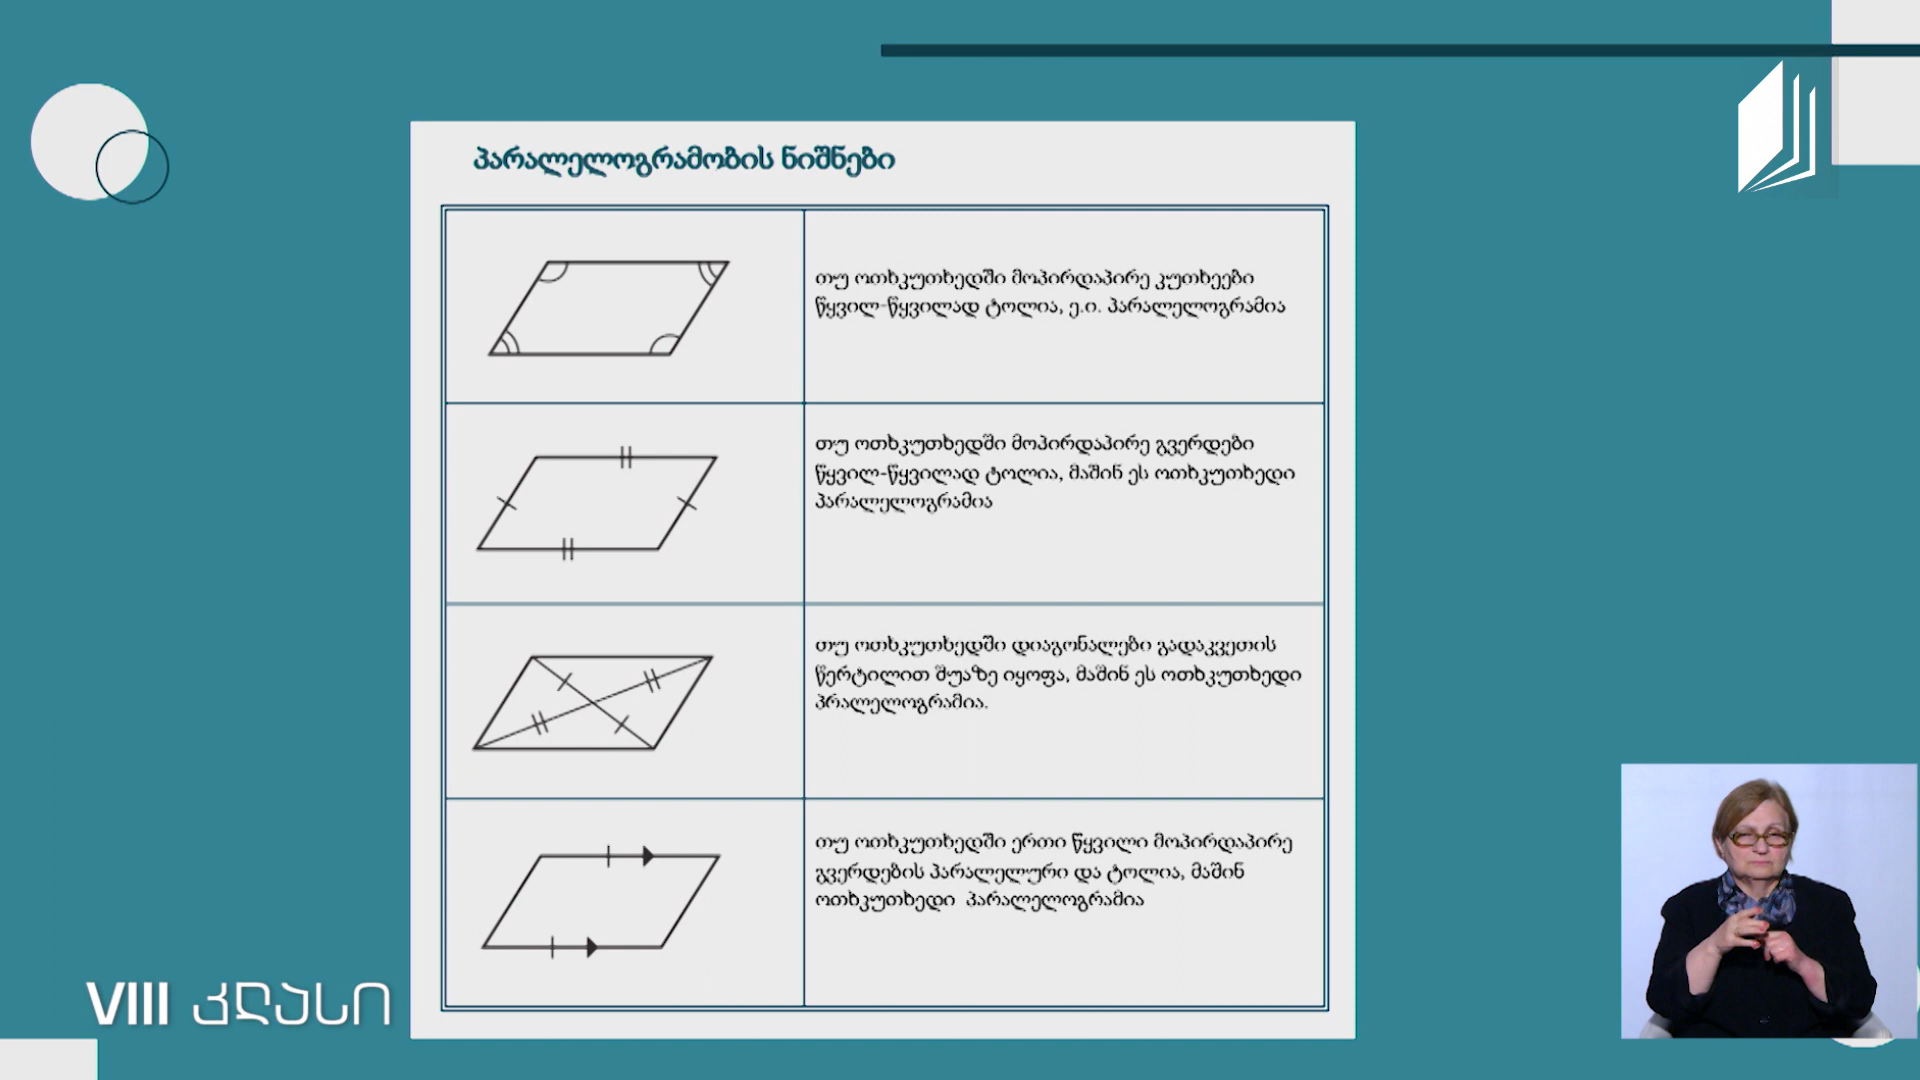 პარალელოგრამობის ნიშნები
თუ ოთხკუთხედში მოპირდაპირე კუთხეები
წყვილ-წყვილად ტოლია, ე.ი. პარალელოგრამია
თუ ოთხკუთხედში მოპირდაპირე გვერდები
წყვილ-წყვილად ტოლია, მაშინ ეს ოთხკუთხედი
პარალელოგრამია
თუ ოთხკუთხედში დიაგონალები გადაკვეთის
წერტილით შუაზე იყოფა, მაშინ ეს ოთხკუთხედი
პრალელოგრამია.
თუ ოთხკუთხედში ერთი წყვილი მოპირდაპირე
გვერდების პარალელური და ტოლია, მაშინ
ოთხკუთხედი პარალელოგრამია
VIII კლასი